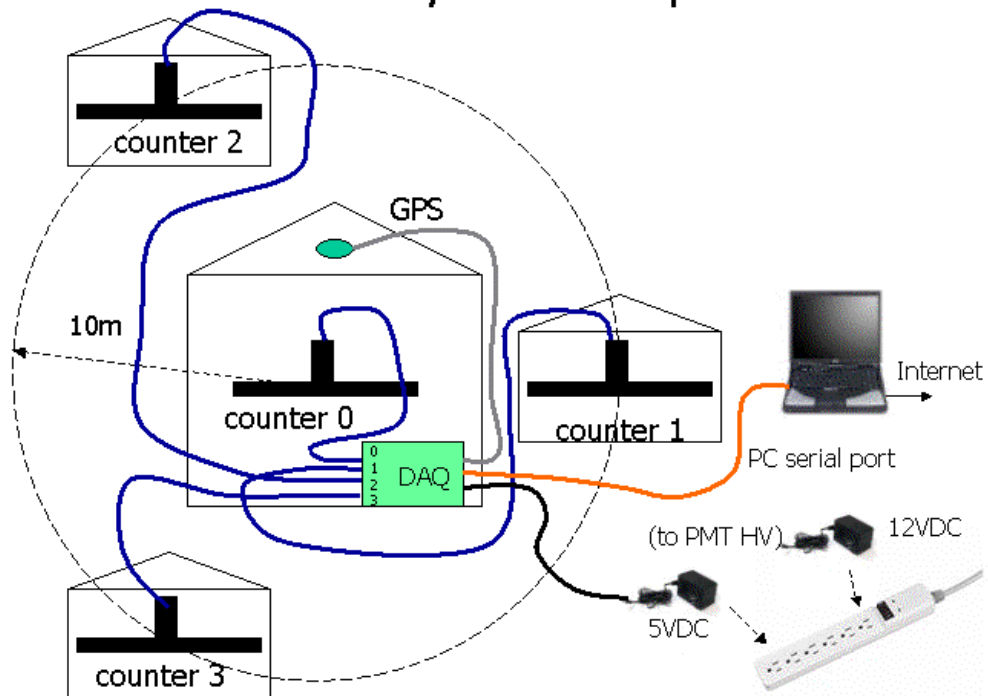 counter 2
GPS
10m
counter 0
counter 1
Internet
PC serial port
0
1
2
3
DAQ
(to PMT HV)
12VDC
5VDC
counter 3